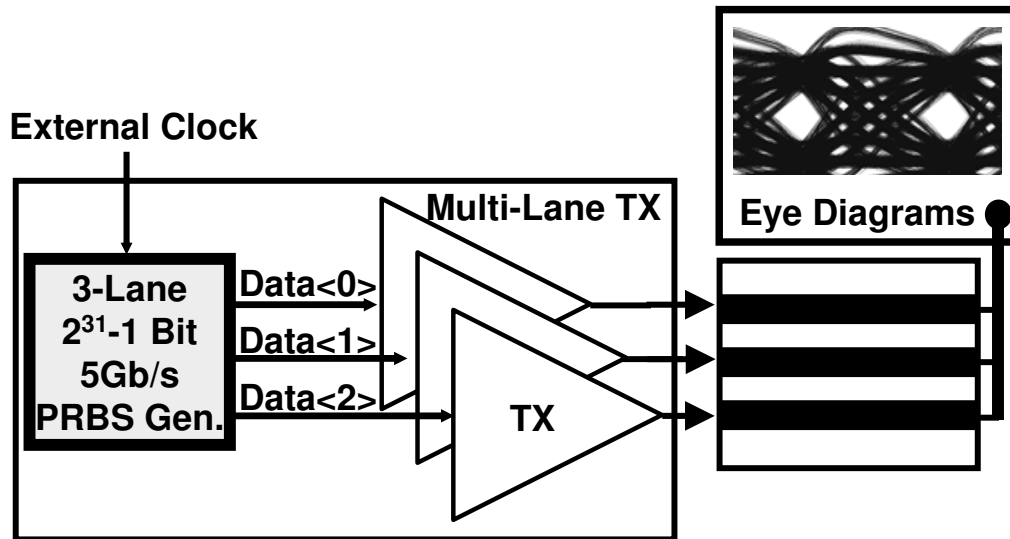 External Clock
Multi-Lane TX
Eye Diagrams
3-Lane
2³¹-1 Bit
5Gb/s
PRBS Gen.
Data<0>
Data<1>
Data<2>
TX